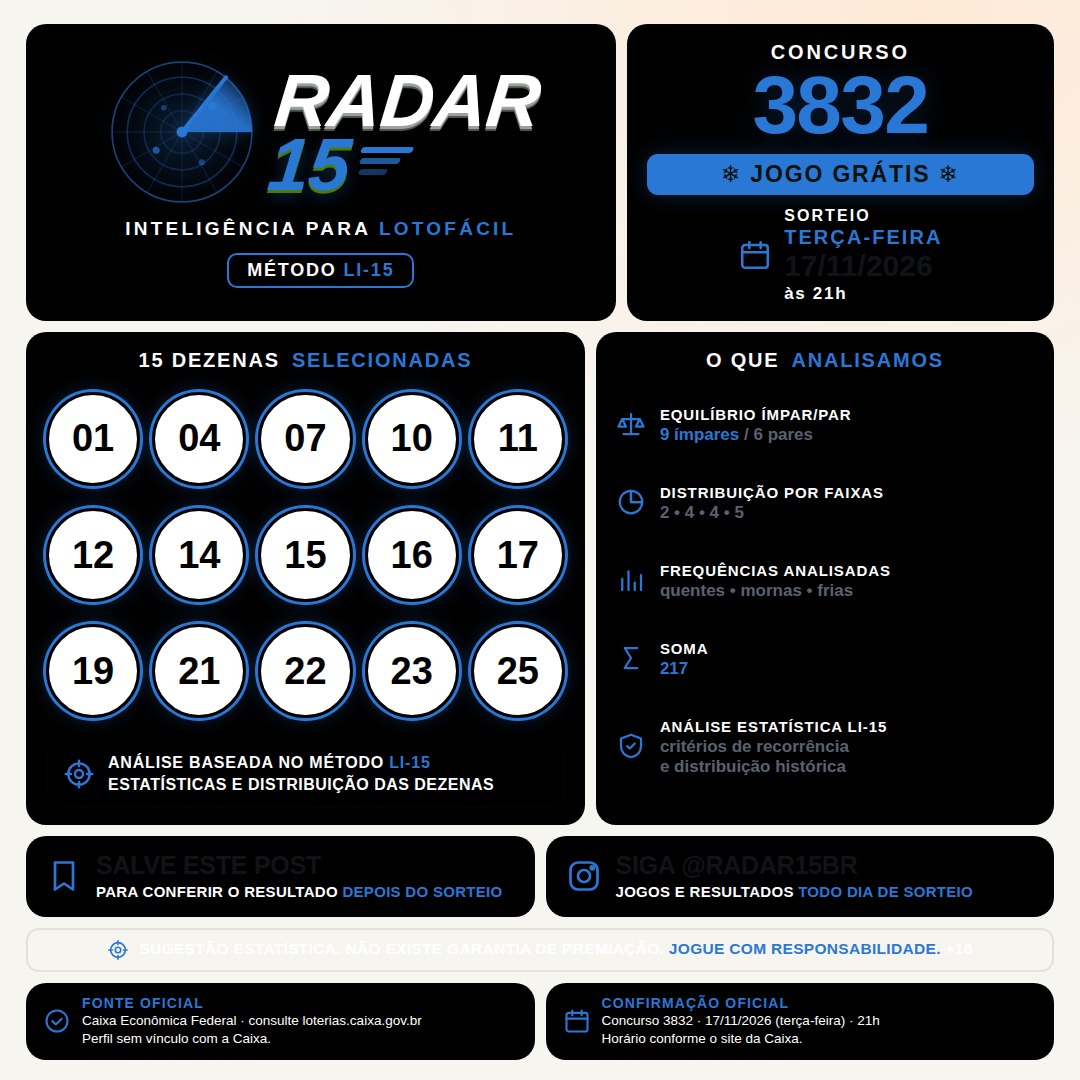 RADAR
15
INTELIGÊNCIA PARA LOTOFÁCIL
MÉTODO LI-15
CONCURSO
3832
❄ JOGO GRÁTIS ❄
SORTEIO
TERÇA-FEIRA
17/11/2026
às 21h
15 DEZENAS SELECIONADAS
01 04 07 10 11
12 14 15 16 17
19 21 22 23 25
ANÁLISE BASEADA NO MÉTODO LI-15
ESTATÍSTICAS E DISTRIBUIÇÃO DAS DEZENAS
O QUE ANALISAMOS
EQUILÍBRIO ÍMPAR/PAR
9 ímpares / 6 pares
DISTRIBUIÇÃO POR FAIXAS
2 • 4 • 4 • 5
FREQUÊNCIAS ANALISADAS
quentes • mornas • frias
SOMA
217
ANÁLISE ESTATÍSTICA LI-15
critérios de recorrência
e distribuição histórica
SALVE ESTE POST
PARA CONFERIR O RESULTADO DEPOIS DO SORTEIO
SIGA @RADAR15BR
JOGOS E RESULTADOS TODO DIA DE SORTEIO
SUGESTÃO ESTATÍSTICA. NÃO EXISTE GARANTIA DE PREMIAÇÃO. JOGUE COM RESPONSABILIDADE. +18
FONTE OFICIAL
Caixa Econômica Federal · consulte loterias.caixa.gov.br
Perfil sem vínculo com a Caixa.
CONFIRMAÇÃO OFICIAL
Concurso 3832 · 17/11/2026 (terça-feira) · 21h
Horário conforme o site da Caixa.